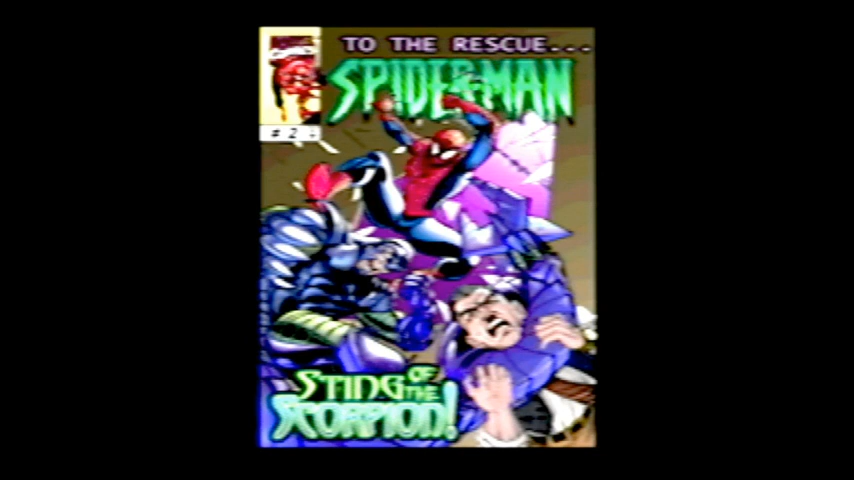 TO THE RESCUE...
SPIDER-MAN
# 2
STING OF THE
SCORPION!